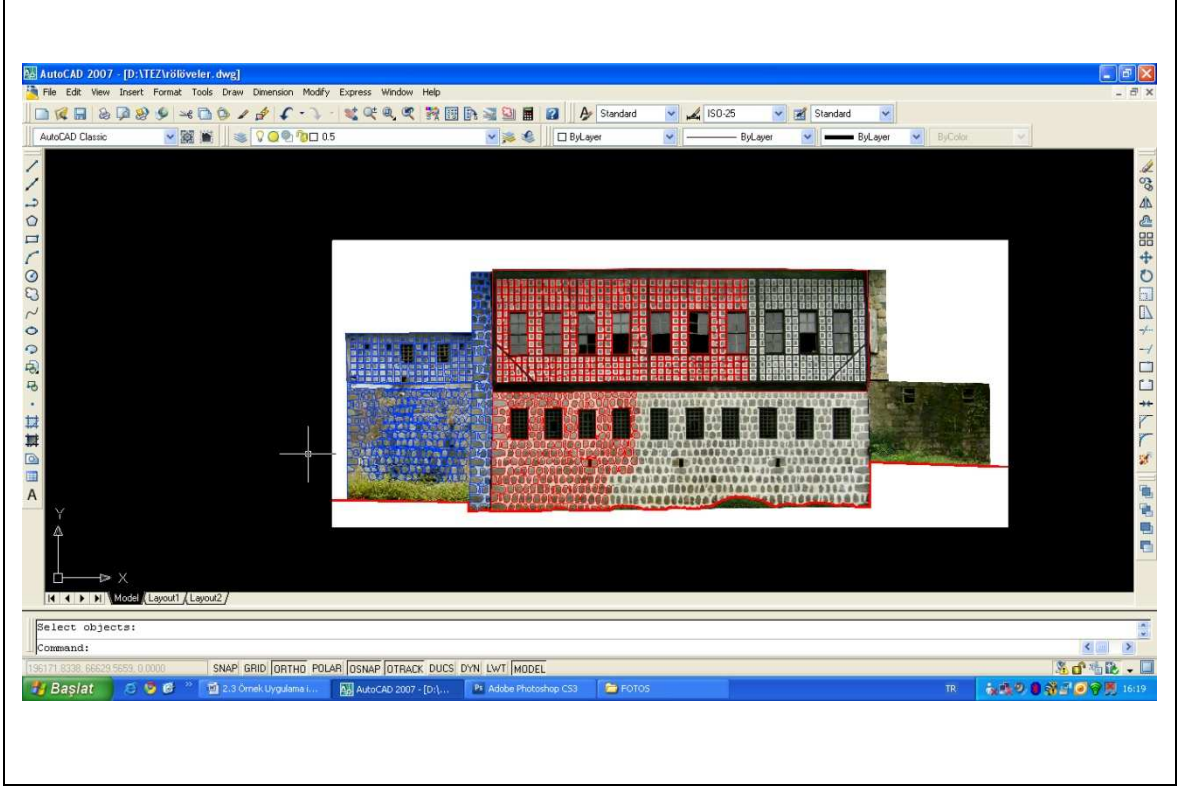 AutoCAD 2007 - [D:\TEZ\rölöveler.dwg]
File Edit View Insert Format Tools Draw Dimension Modify Express Window Help
Standard ISO-25 Standard
AutoCAD Classic 0.5 ByLayer ByLayer ByLayer ByColor
A
Y
X
Model Layout1 Layout2
Select objects:
Command:
196171.8338, 66629.5659, 0.0000 SNAP GRID ORTHO POLAR OSNAP OTRACK DUCS DYN LWT MODEL
Başlat 2.3 Örnek Uygulama i... AutoCAD 2007 - [D:\... Ps Adobe Photoshop CS3 FOTOS TR 16:19